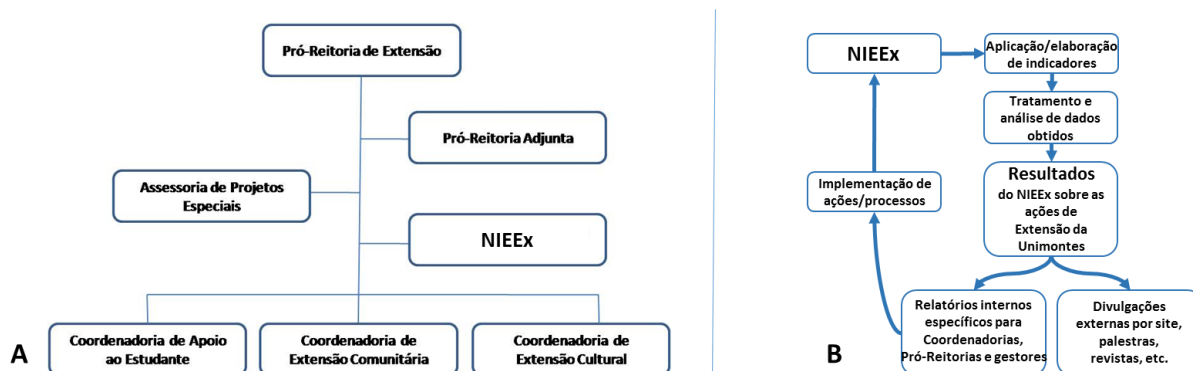 Pró-Reitoria de Extensão
Pró-Reitoria Adjunta
Assessoria de Projetos
Especiais
NIEEx
Coordenadoria de Apoio
ao Estudante
Coordenadoria de
Extensão Comunitária
Coordenadoria de
Extensão Cultural
A
NIEEx
Aplicação/elaboração
de indicadores
Tratamento e
análise de dados
obtidos
Resultados
do NIEEx sobre as
ações de
Extensão da
Unimontes
Implementação de
ações/processos
Relatórios internos
específicos para
Coordenadorias,
Pró-Reitorias e gestores
Divulgações
externas por site,
palestras,
revistas, etc.
B